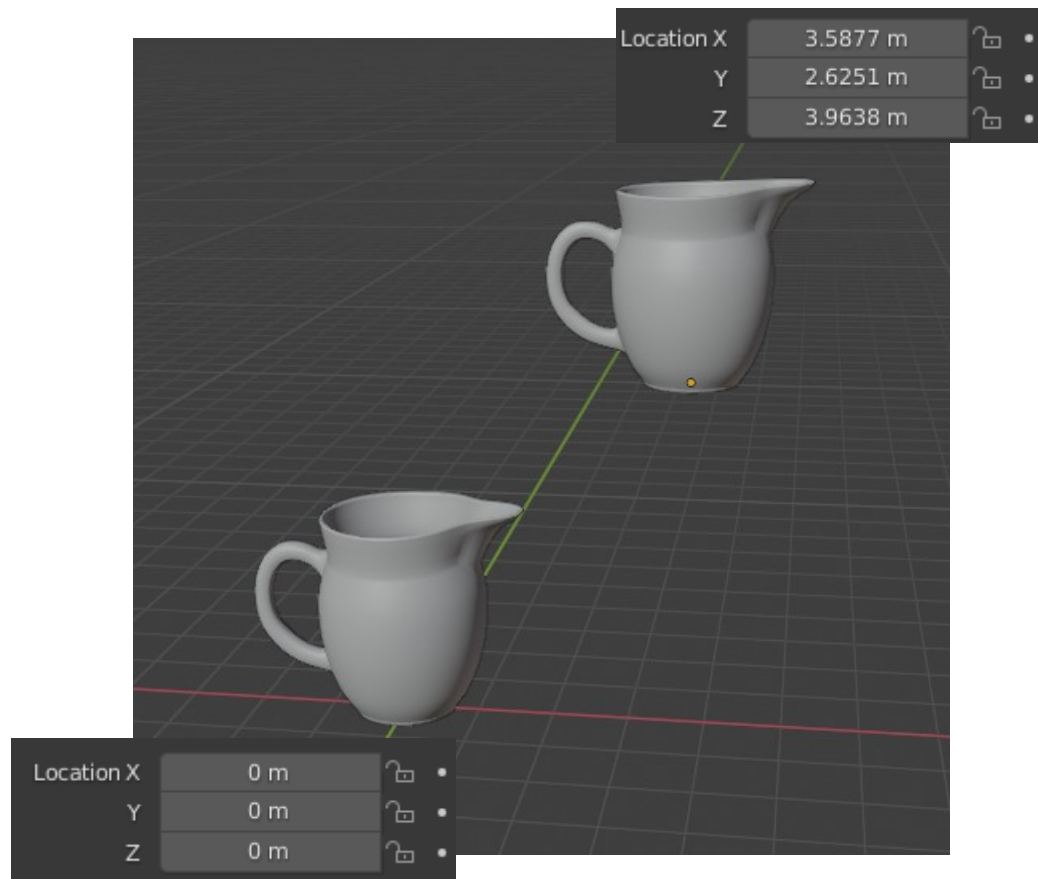 Location X 3.5877 m
Y 2.6251 m
Z 3.9638 m
Location X 0 m
Y 0 m
Z 0 m